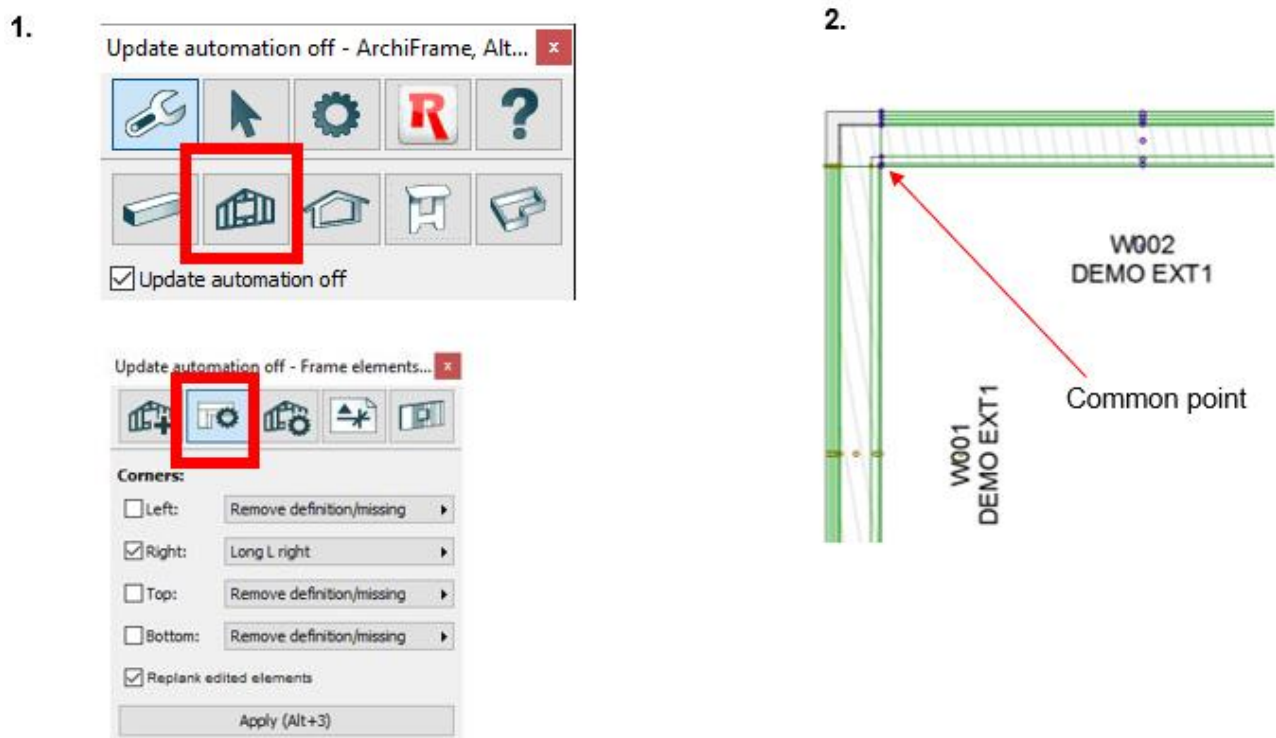 1.
Update automation off - ArchiFrame, Alt... x
R ?
Update automation off
Update automation off - Frame elements... x
Corners:
Left: Remove definition/missing
Right: Long L right
Top: Remove definition/missing
Bottom: Remove definition/missing
Replank edited elements
Apply (Alt+3)
2.
W002
DEMO EXT1
Common point
W001
DEMO EXT1